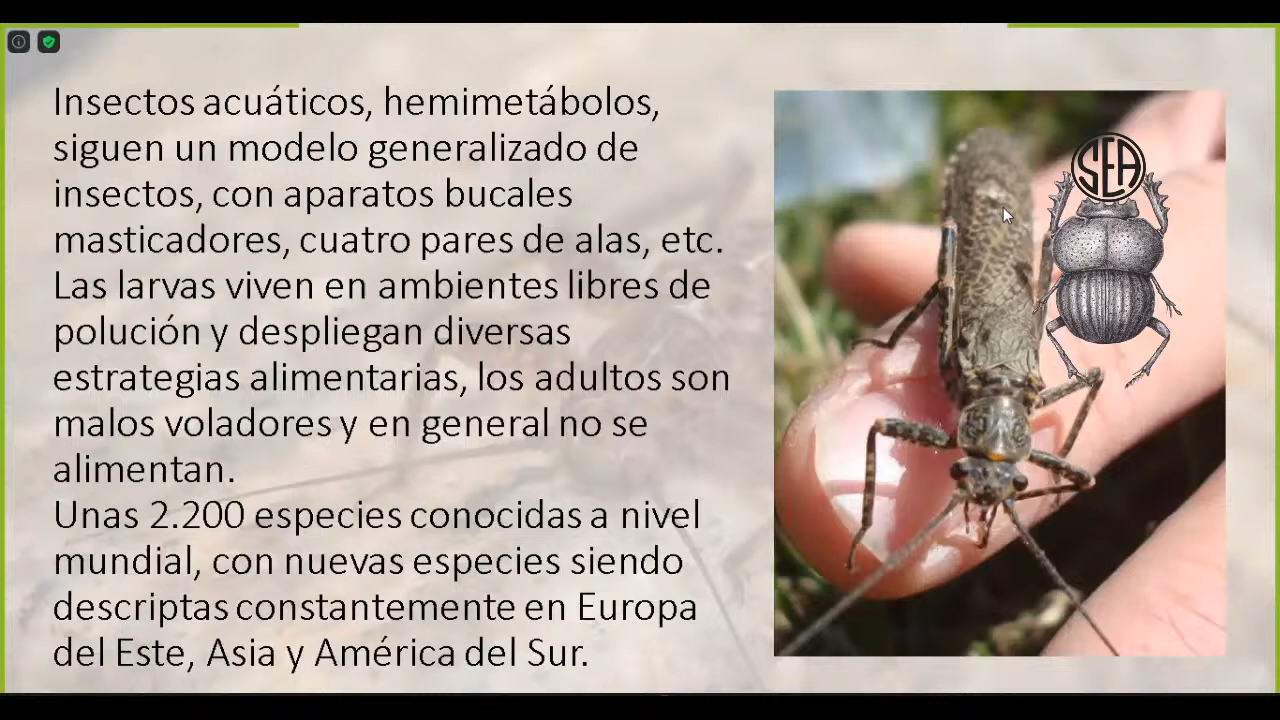 Insectos acuáticos, hemimetábolos,
siguen un modelo generalizado de
insectos, con aparatos bucales
masticadores, cuatro pares de alas, etc.
Las larvas viven en ambientes libres de
polución y despliegan diversas
estrategias alimentarias, los adultos son
malos voladores y en general no se
alimentan.
Unas 2.200 especies conocidas a nivel
mundial, con nuevas especies siendo
descriptas constantemente en Europa
del Este, Asia y América del Sur.
SEA